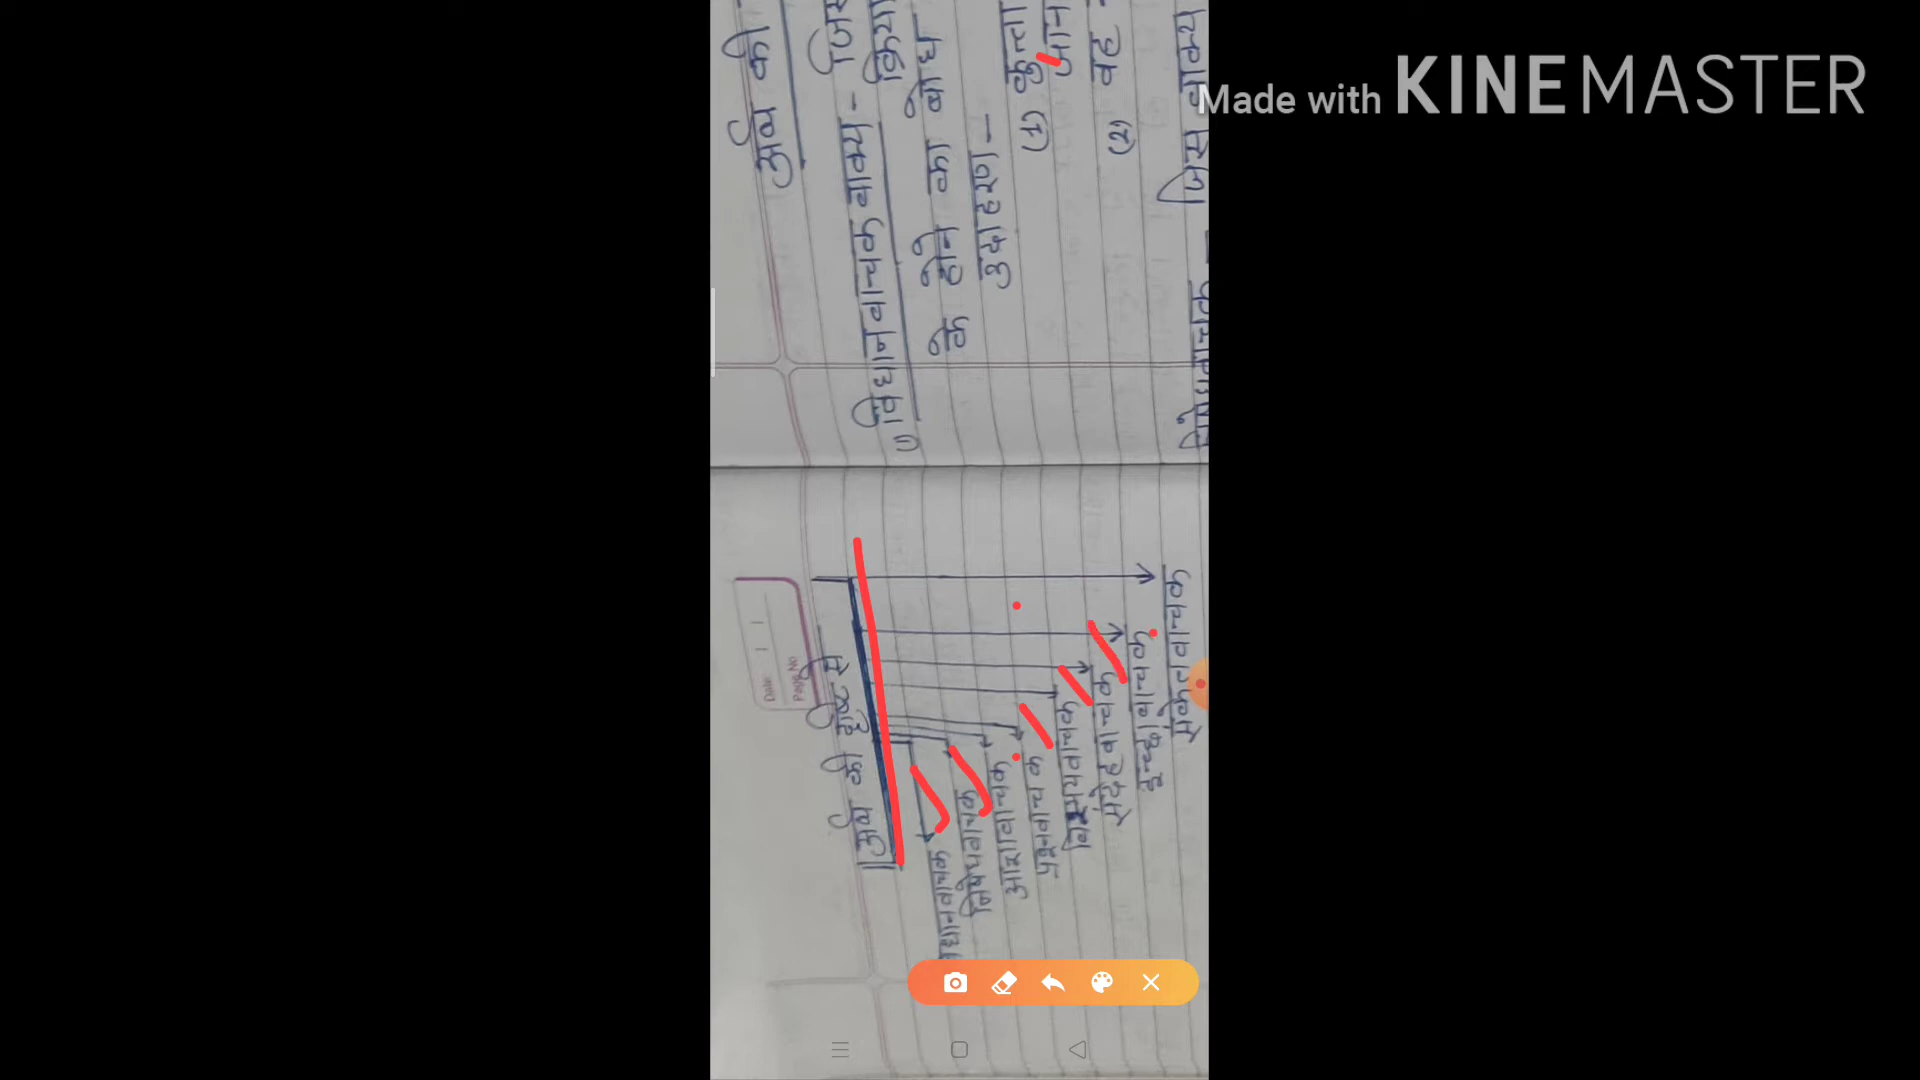 Made with KINEMASTER
Date
Page No
अर्थ की दृष्टि से
विधानवाचक
निषेधवाचक
आज्ञावाचक
प्रश्नवाचक
विस्मयवाचक
संदेहवाचक
इच्छावाचक
संकेतवाचक
अर्थ की
(1) विधानवाचक वाक्य - जिस
क्रिया
के होने का बोध
उदाहरण -
(1) कुत्ता
जान
(2) वह
निषेधवाचक - जिस वाक्य